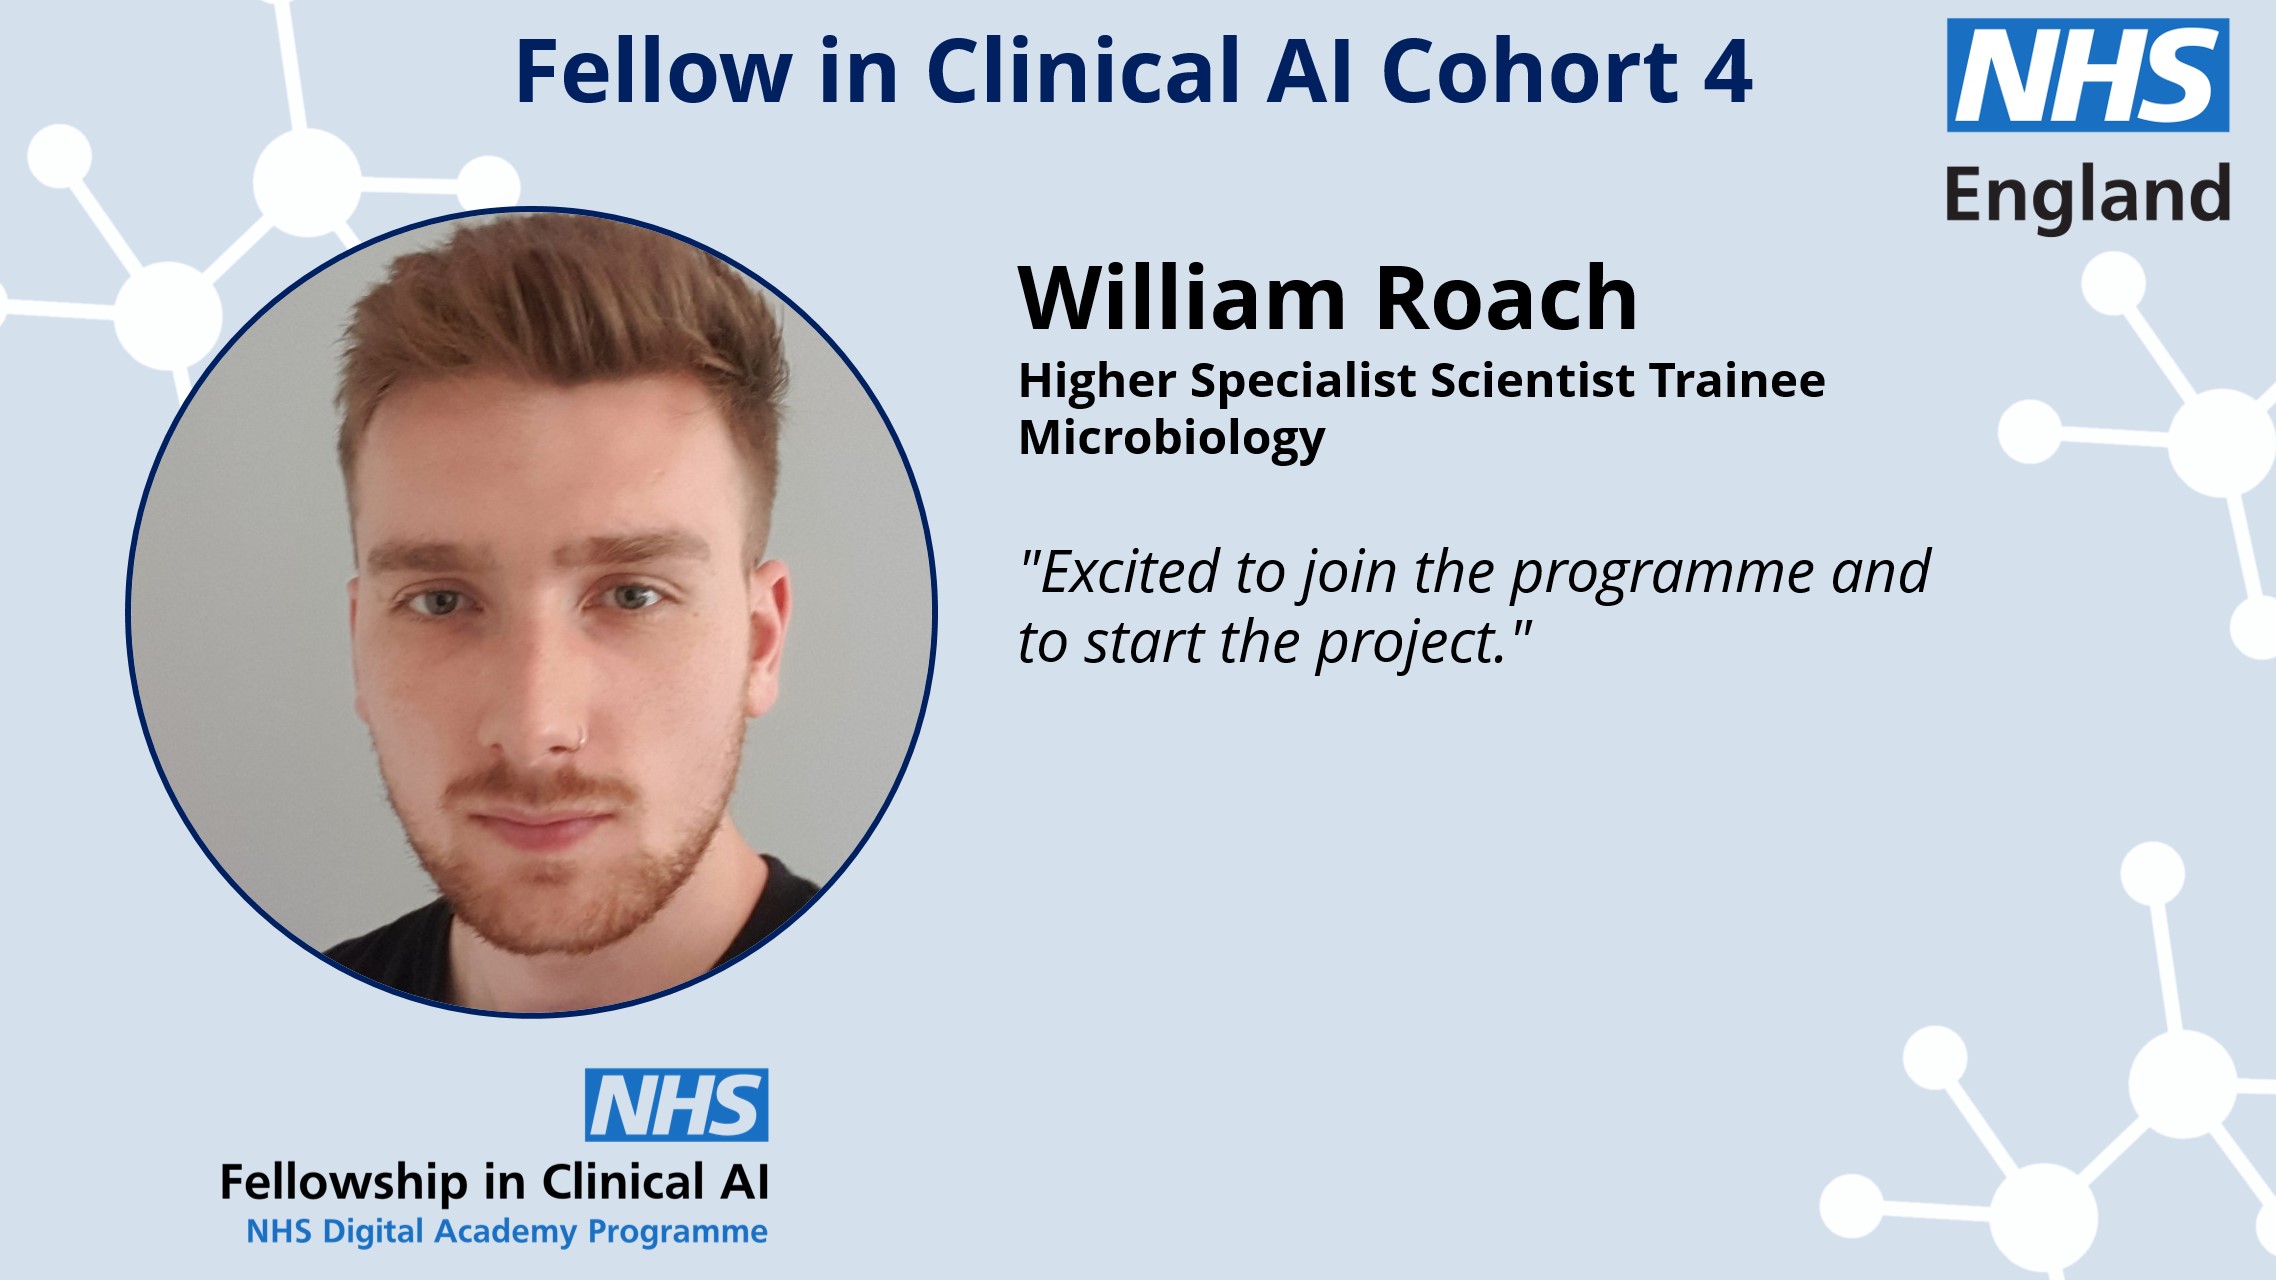 Fellow in Clinical AI Cohort 4
NHS
England
William Roach
Higher Specialist Scientist Trainee
Microbiology
"Excited to join the programme and
to start the project."
NHS
Fellowship in Clinical AI
NHS Digital Academy Programme